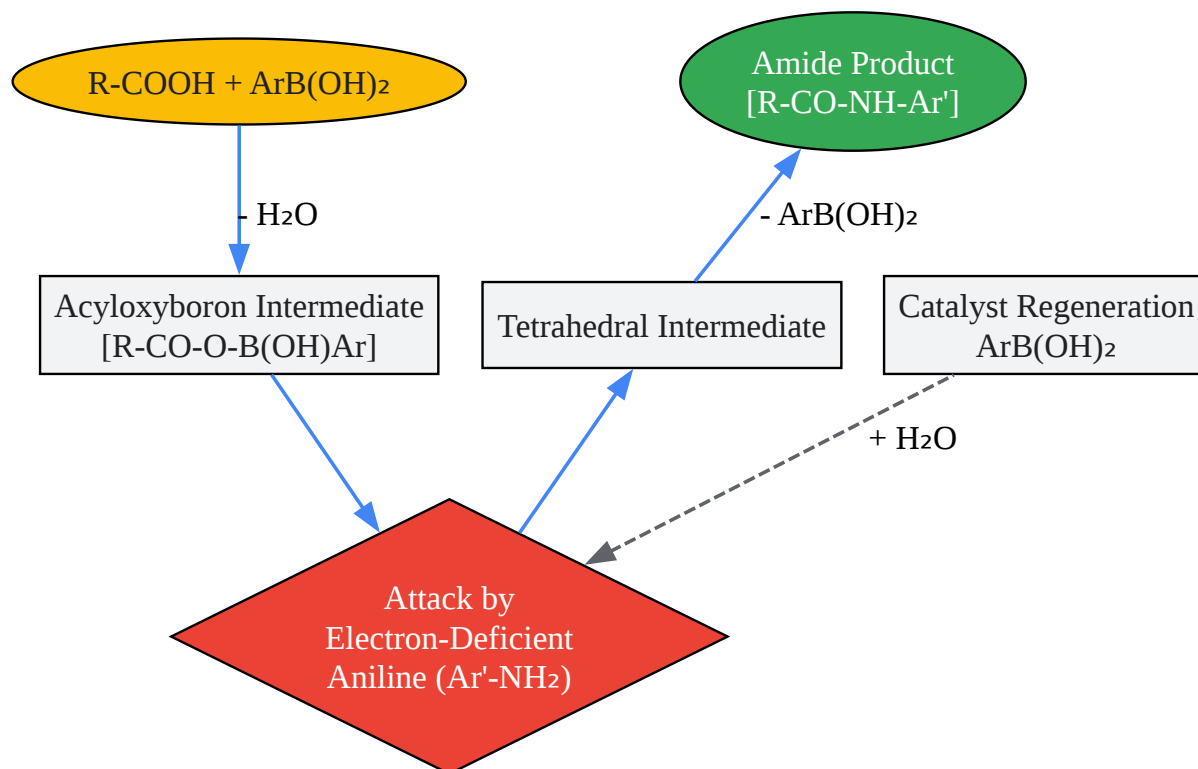 R-COOH + ArB(OH)₂
Amide Product
[R-CO-NH-Ar']
- H₂O
- ArB(OH)₂
Acyloxyboron Intermediate
[R-CO-O-B(OH)Ar]
Tetrahedral Intermediate
Catalyst Regeneration
ArB(OH)₂
+ H₂O
Attack by
Electron-Deficient
Aniline (Ar'-NH₂)